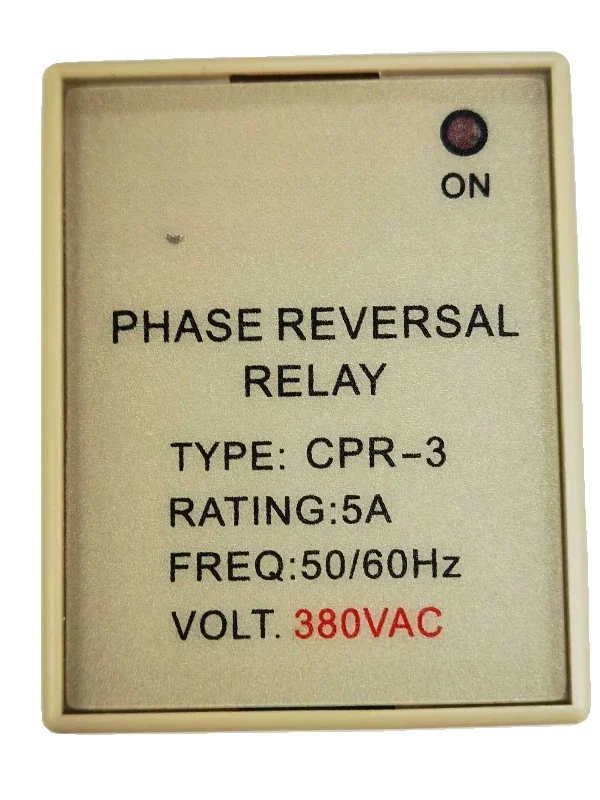 ON
PHASE REVERSAL
RELAY
TYPE: CPR-3
RATING:5A
FREQ:50/60Hz
VOLT. 380VAC